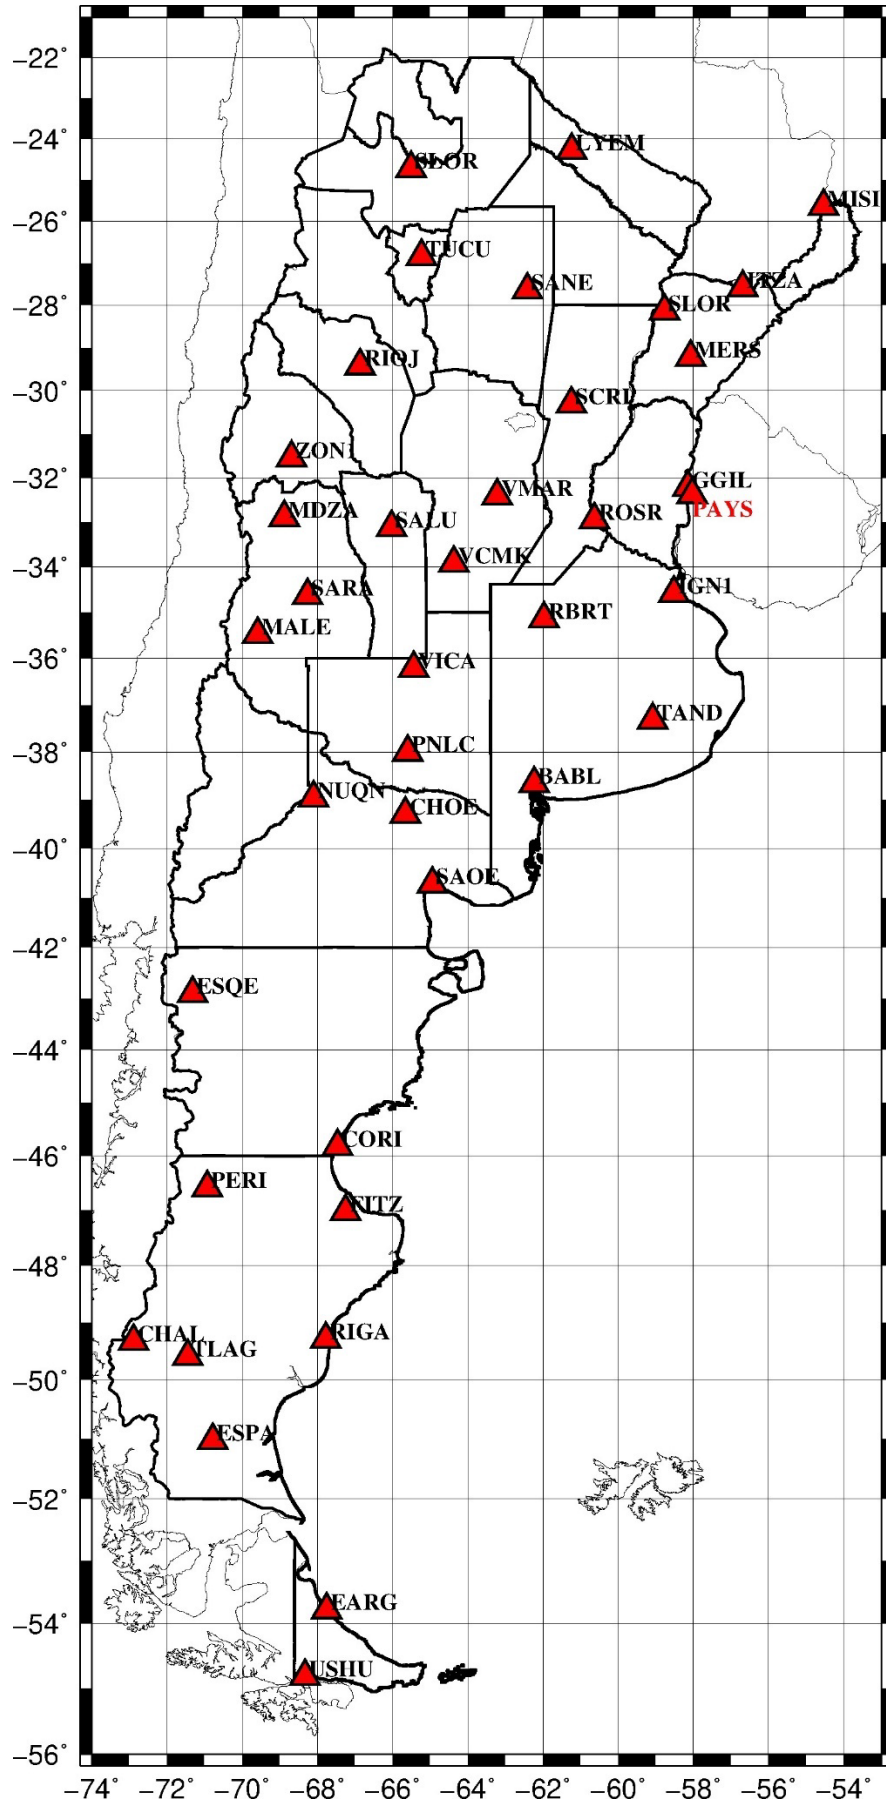 −22°
−24°
LYEM
SLOR
MISI
−26°
TUCU
SANE
ITZA
−28°
SLOR
MERS
RIOJ
−30°
SCRI
ZON1
−32°
VMAR
GGIL
MDZA
SALU
ROSR
PAYS
VCMK
−34°
SARA
IGN1
RBRT
MALE
−36°
VICA
TAND
−38°
PNLC
BABL
NUQN
CHOE
−40°
SAOE
−42°
ESQE
−44°
CORI
−46°
PERI
FITZ
−48°
CHAL
RIGA
TLAG
−50°
ESPA
−52°
EARG
−54°
USHU
−56°
−74° −72° −70° −68° −66° −64° −62° −60° −58° −56° −54°